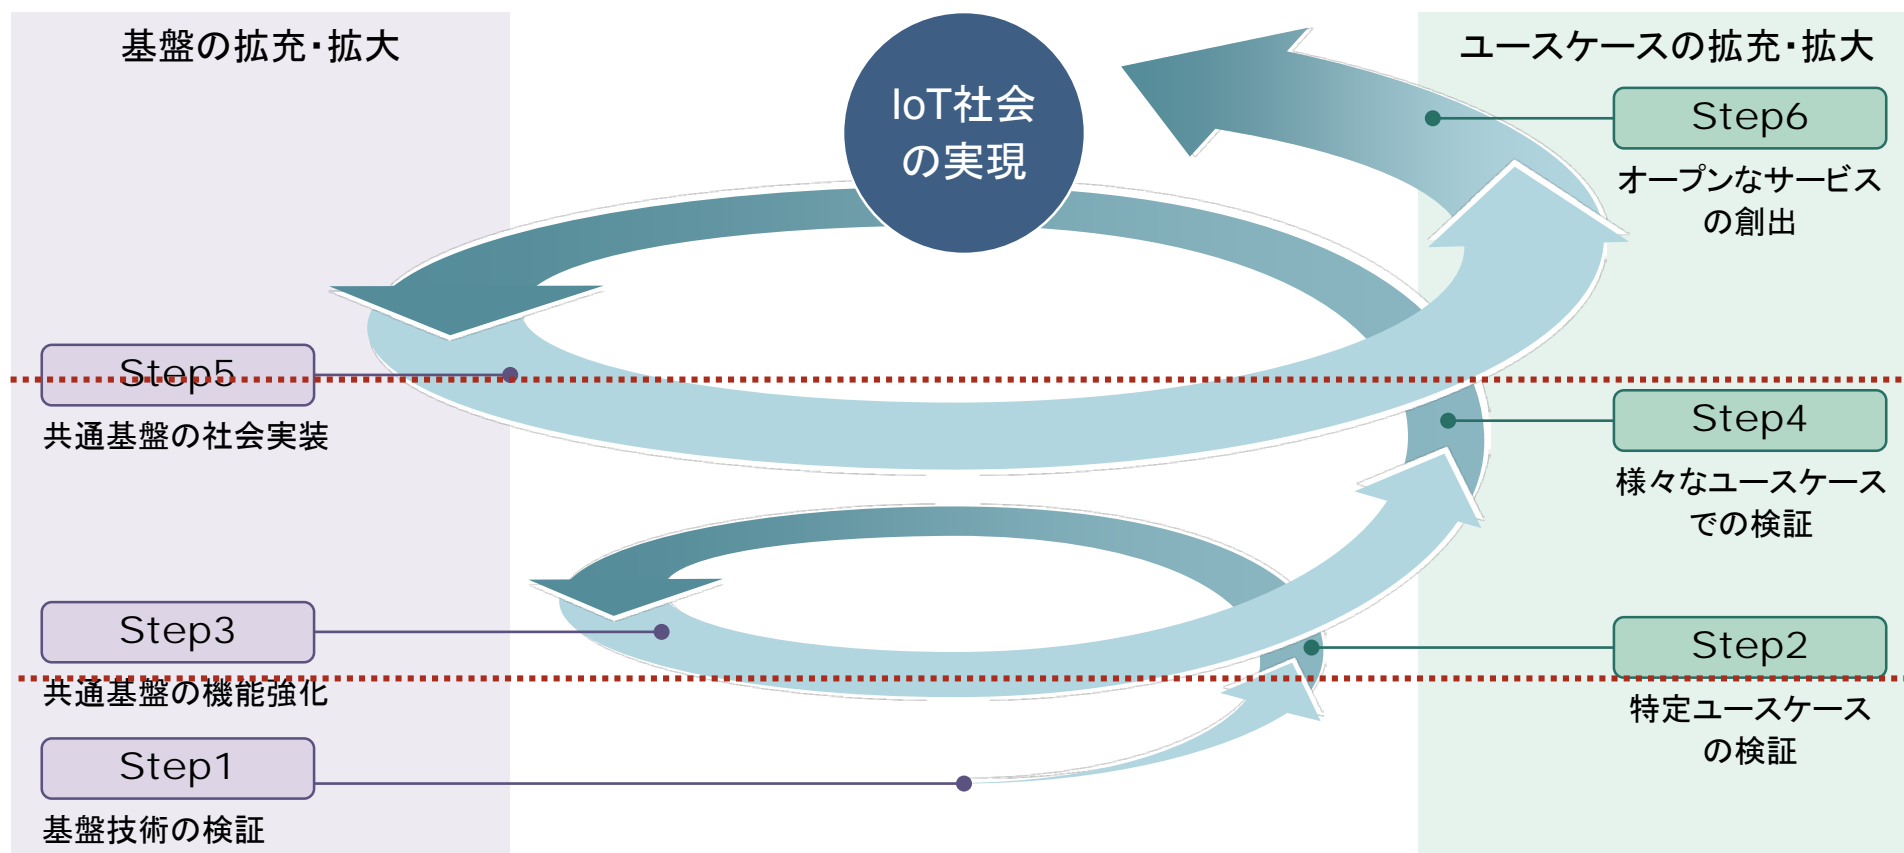 基盤の拡充・拡大
IoT社会
の実現
ユースケースの拡充・拡大
Step6
オープンなサービス
の創出
Step5
共通基盤の社会実装
Step4
様々なユースケース
での検証
Step3
共通基盤の機能強化
Step2
特定ユースケース
の検証
Step1
基盤技術の検証